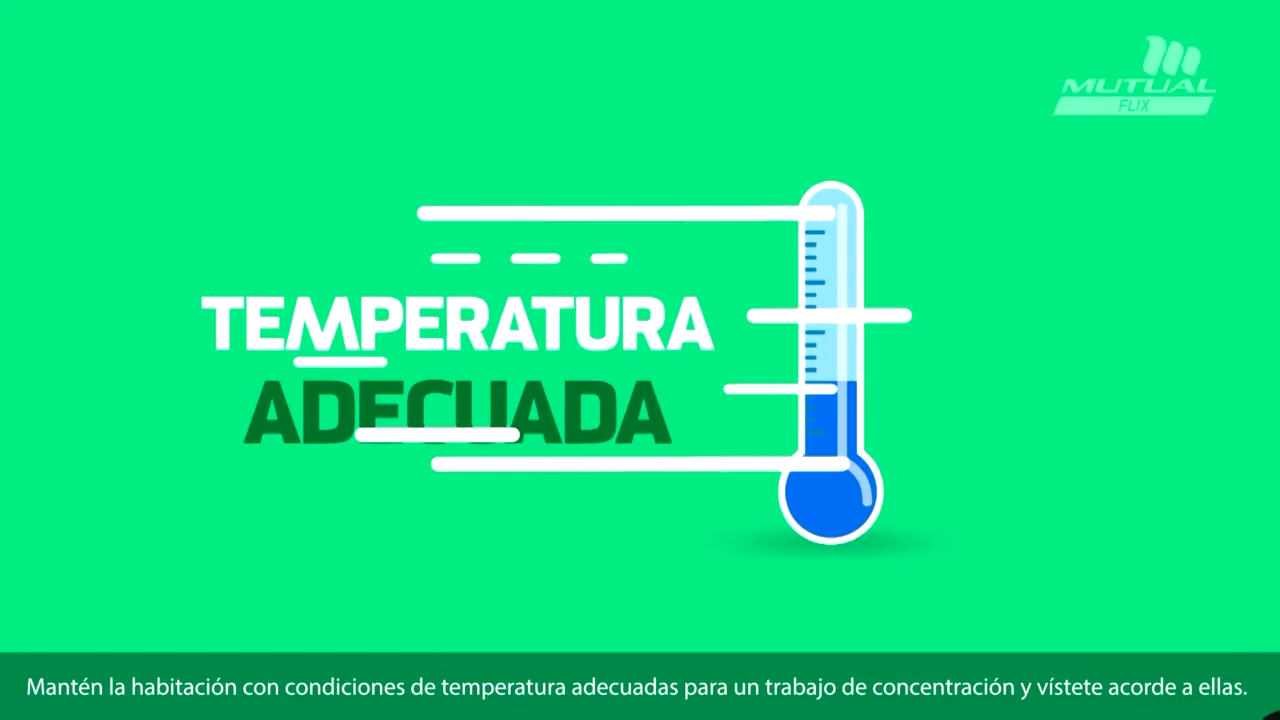 MUTUAL
FLIX
TEMPERATURA
ADECUADA
Mantén la habitación con condiciones de temperatura adecuadas para un trabajo de concentración y vístete acorde a ellas.